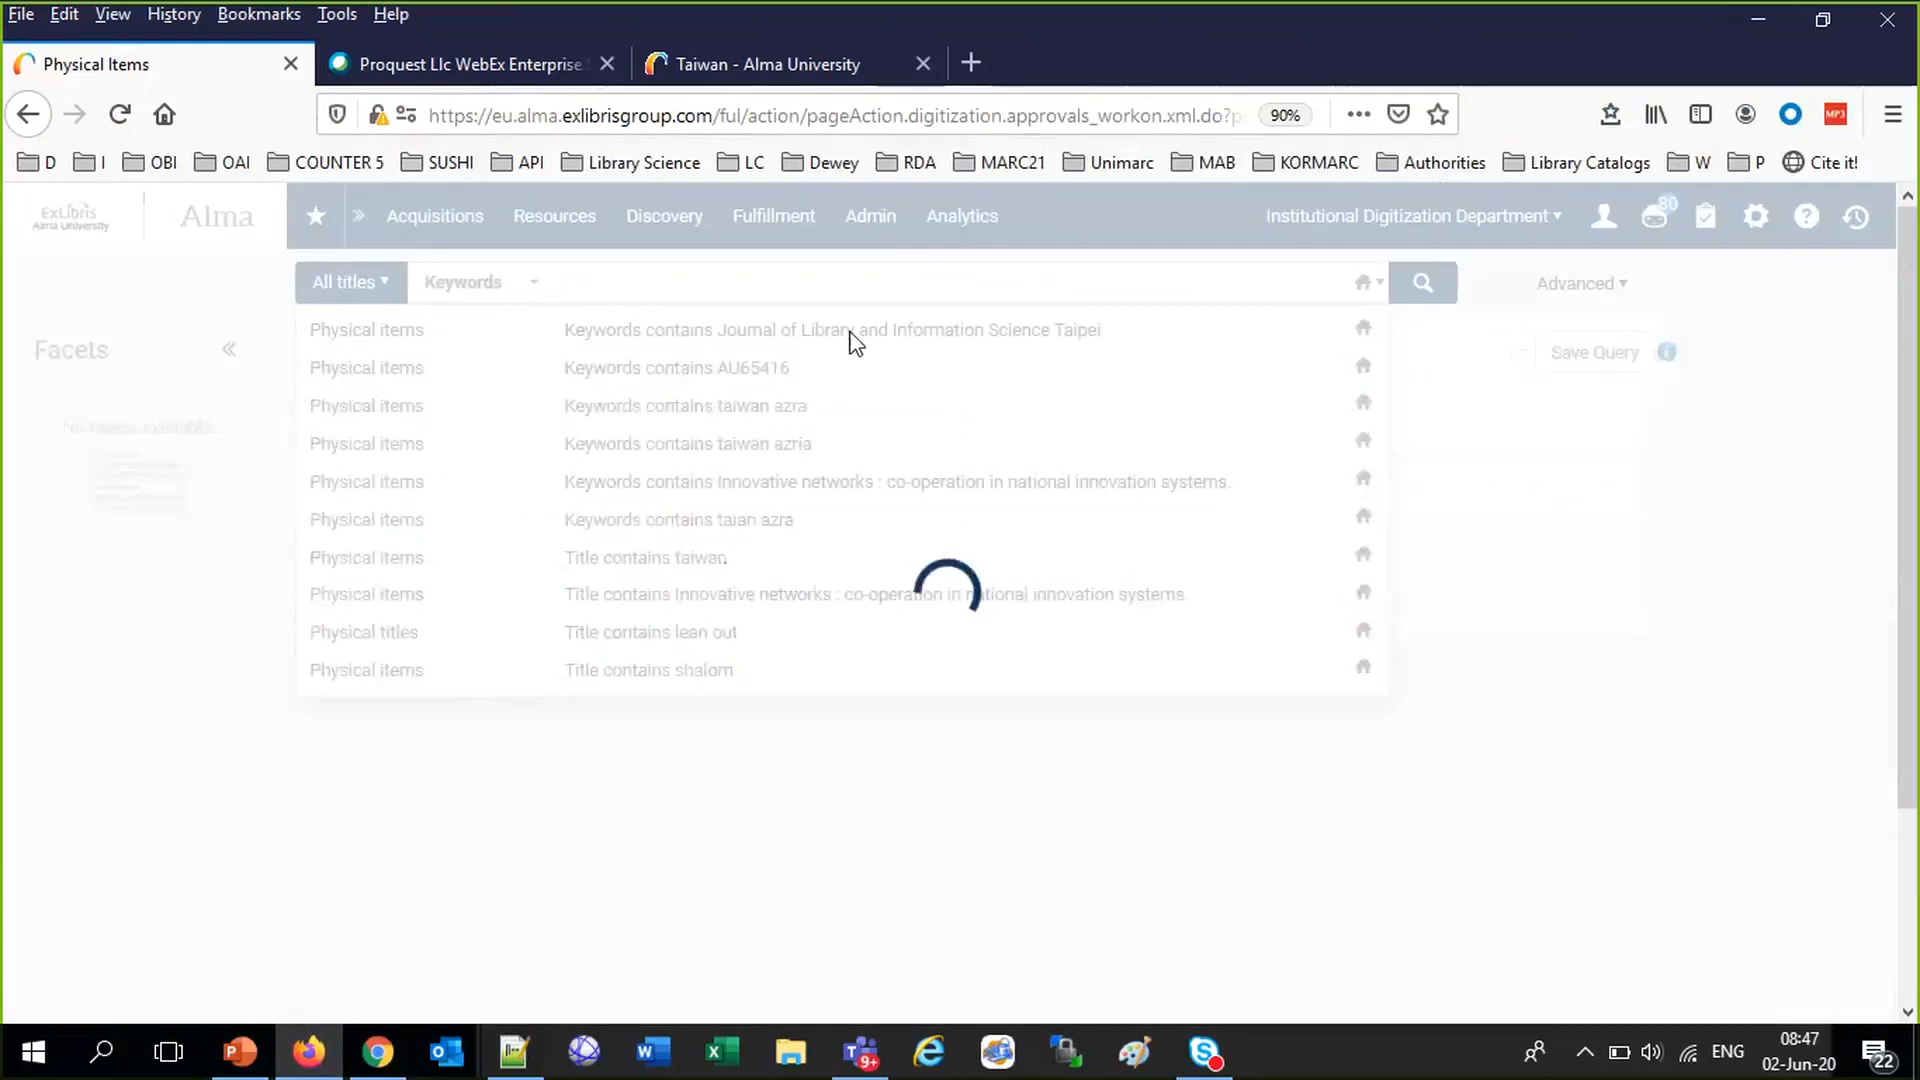 File Edit View History Bookmarks Tools Help
Physical Items
Proquest Llc WebEx Enterprise
Taiwan - Alma University
https://eu.alma.exlibrisgroup.com/ful/action/pageAction.digitization.approvals_workon.xml.do?p
90%
MP3
D I OBI OAI COUNTER 5 SUSHI API Library Science LC Dewey RDA MARC21 Unimarc MAB KORMARC Authorities Library Catalogs W P Cite it!
ExLibris
Alma University
Alma
Acquisitions Resources Discovery Fulfillment Admin Analytics
Institutional Digitization Department
80
All titles Keywords
Advanced
Facets
Save Query
Physical items Keywords contains Journal of Library and Information Science Taipei
Physical items Keywords contains AU65416
Physical items Keywords contains taiwan azra
Physical items Keywords contains taiwan azria
Physical items Keywords contains Innovative networks : co-operation in national innovation systems.
Physical items Keywords contains taian azra
Physical items Title contains taiwan
Physical items Title contains Innovative networks : co-operation in national innovation systems.
Physical titles Title contains lean out
Physical items Title contains shalom
9+
ENG
08:47
02-Jun-20
22